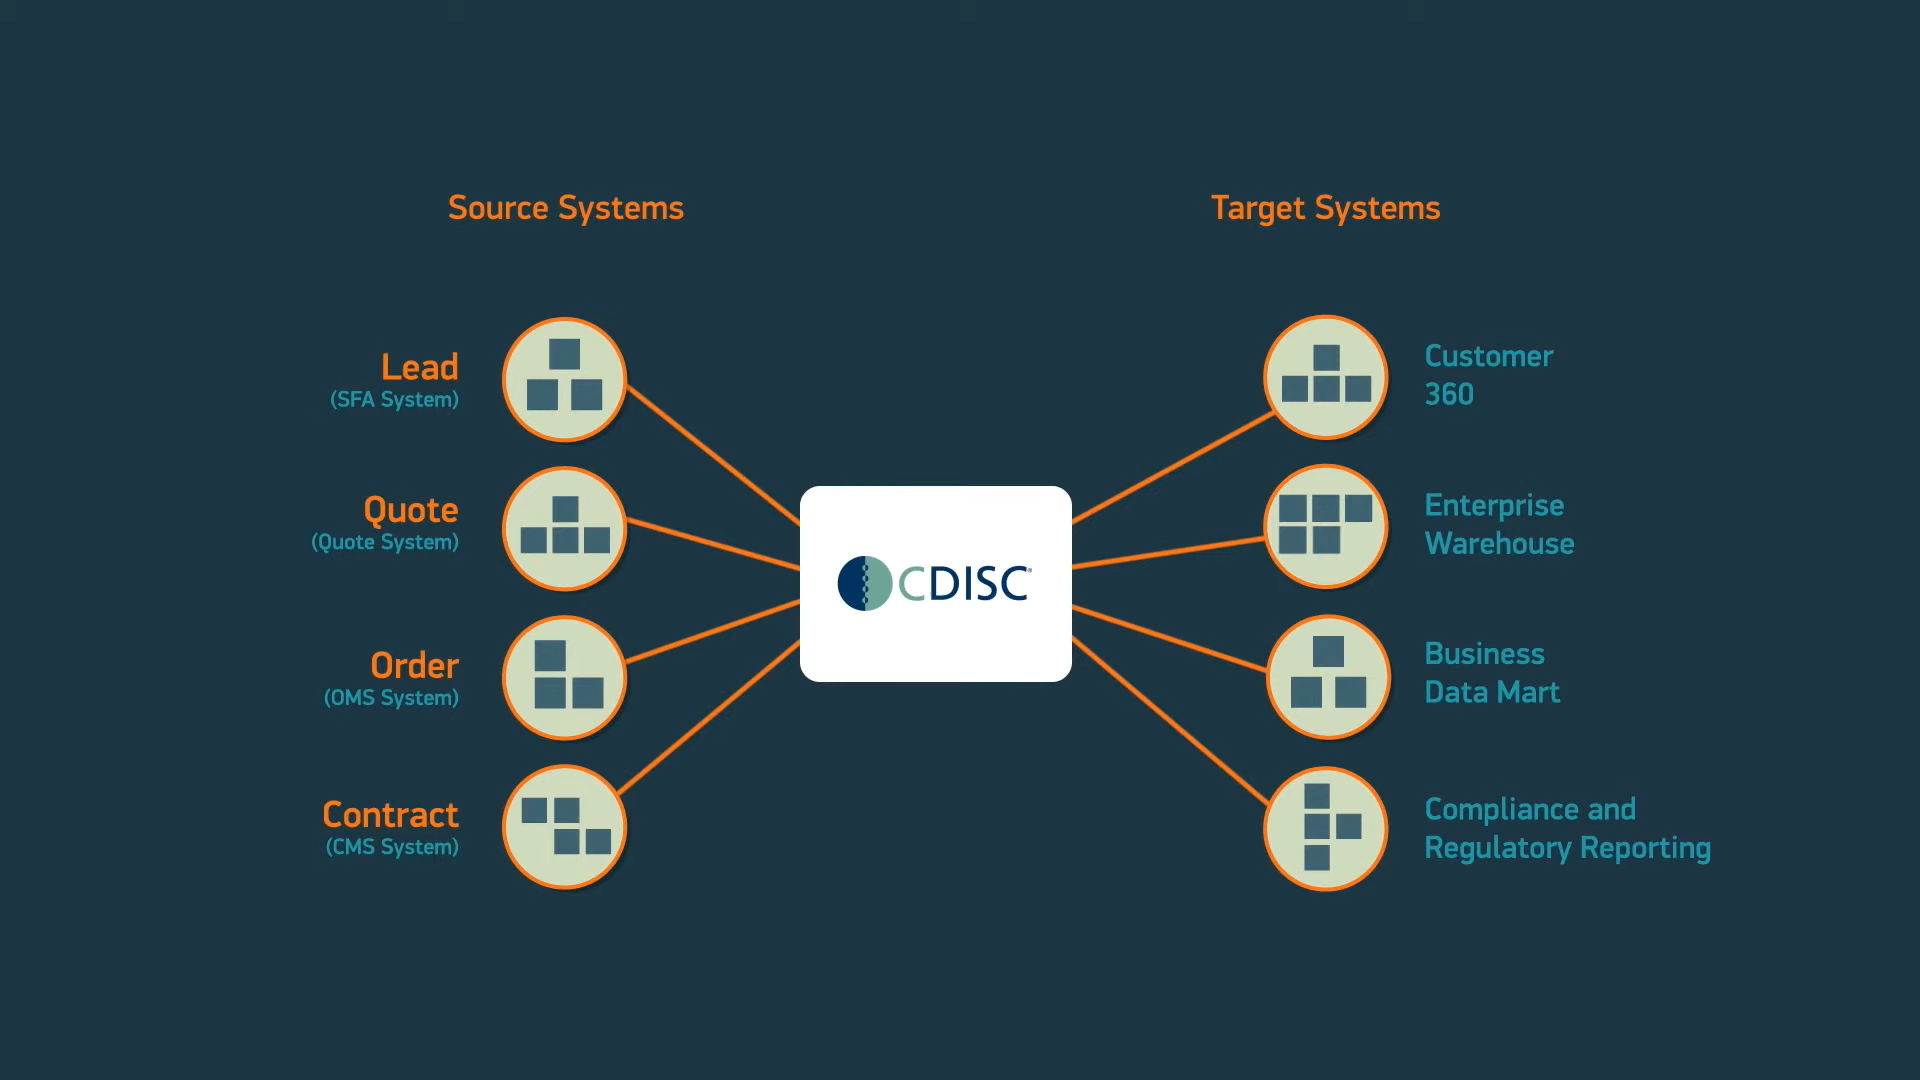 Source Systems
Target Systems
Lead
(SFA System)
Quote
(Quote System)
Order
(OMS System)
Contract
(CMS System)
CDISC®
Customer
360
Enterprise
Warehouse
Business
Data Mart
Compliance and
Regulatory Reporting